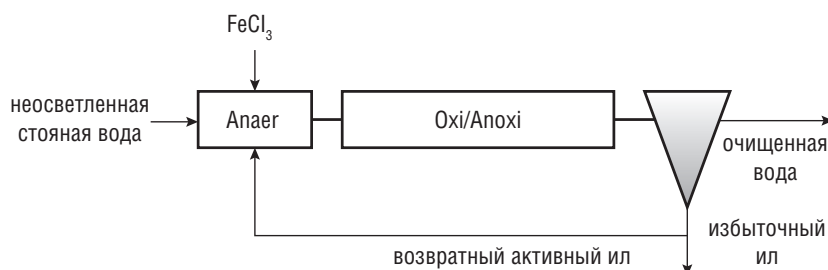 FeCl3
неосветленная
стояная вода
Anaer
Oxi/Anoxi
очищенная
вода
возвратный активный ил
избыточный
ил